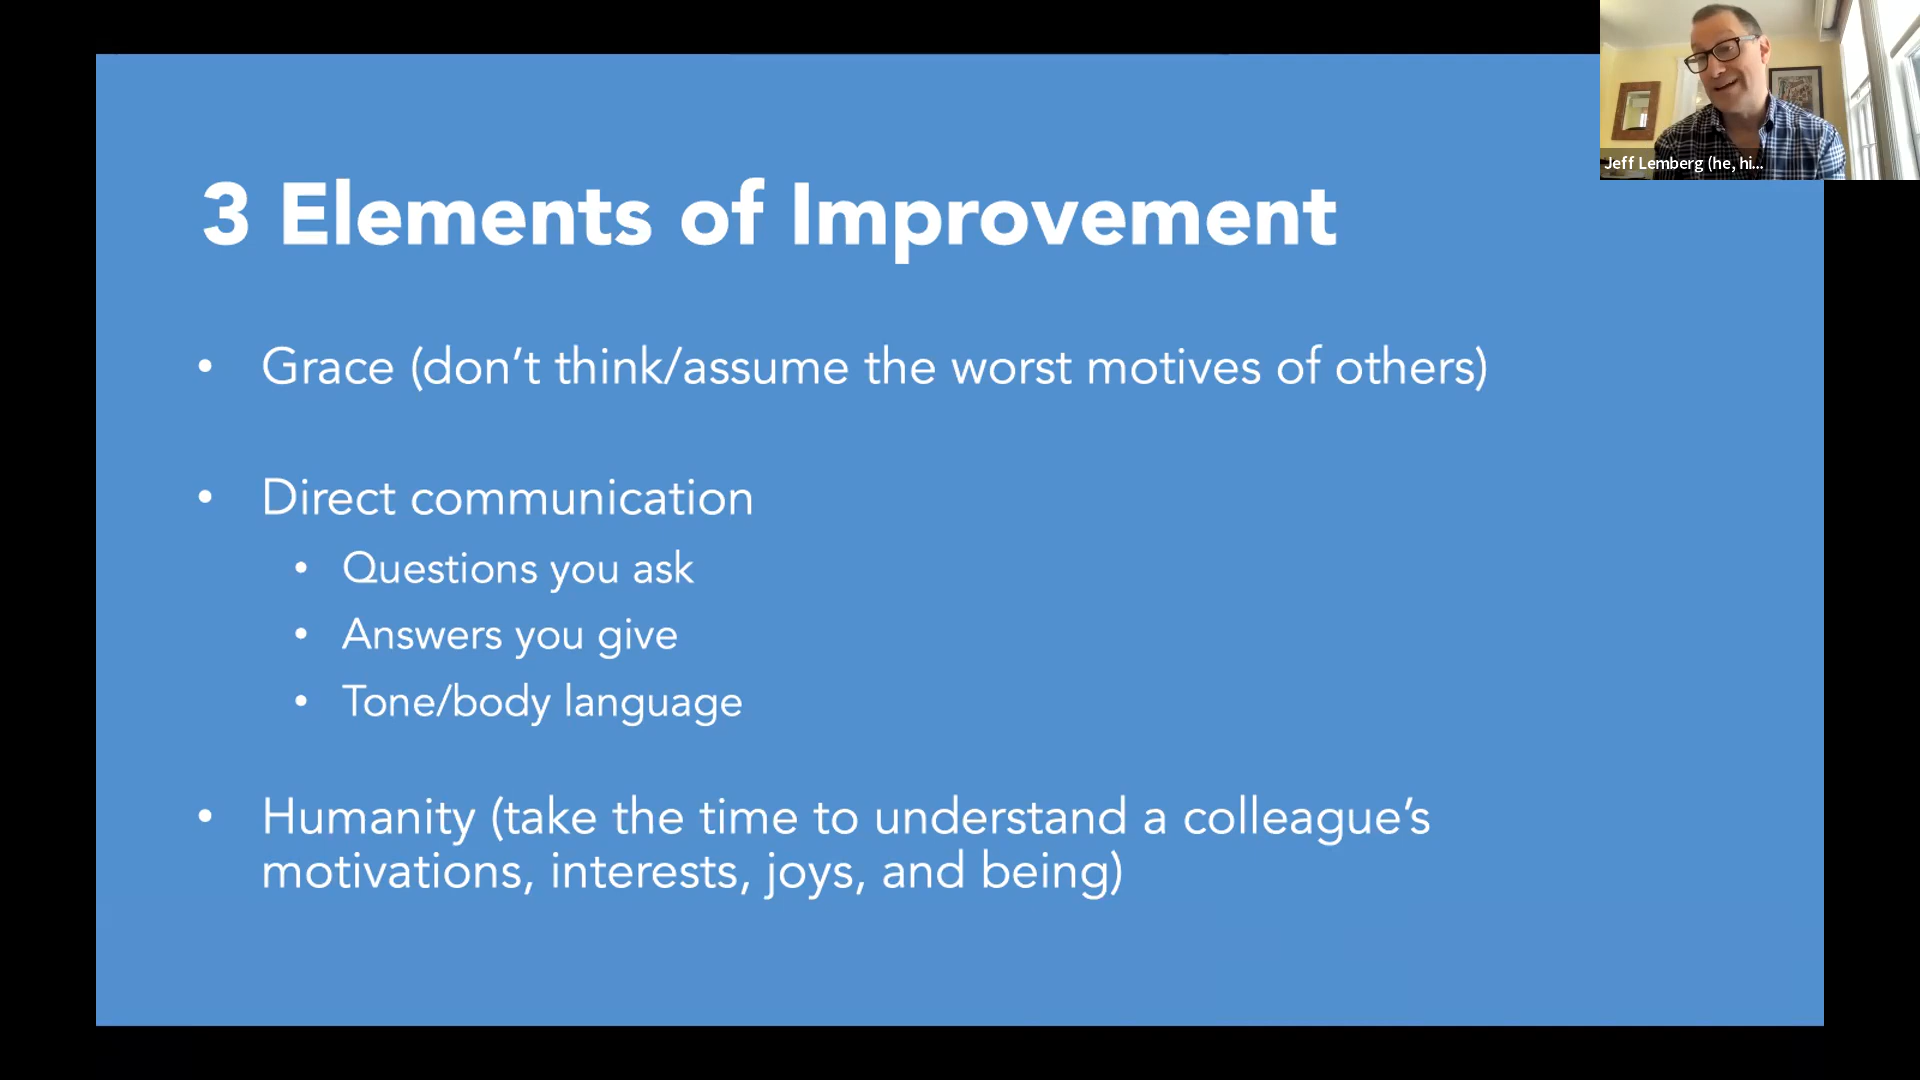 3 Elements of Improvement
• Grace (don’t think/assume the worst motives of others)
• Direct communication
• Questions you ask
• Answers you give
• Tone/body language
• Humanity (take the time to understand a colleague’s
motivations, interests, joys, and being)
Jeff Lemberg (he, hi...